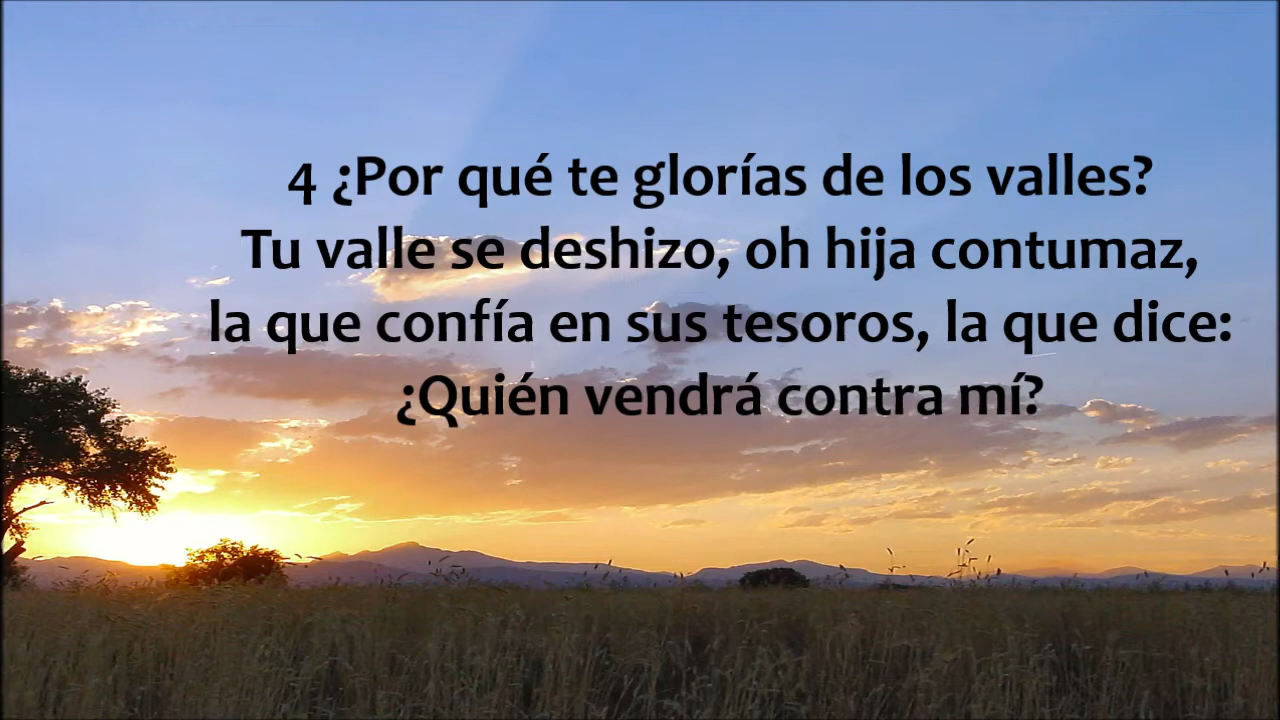 4 ¿Por qué te glorías de los valles?
Tu valle se deshizo, oh hija contumaz,
la que confía en sus tesoros, la que dice:
¿Quién vendrá contra mí?